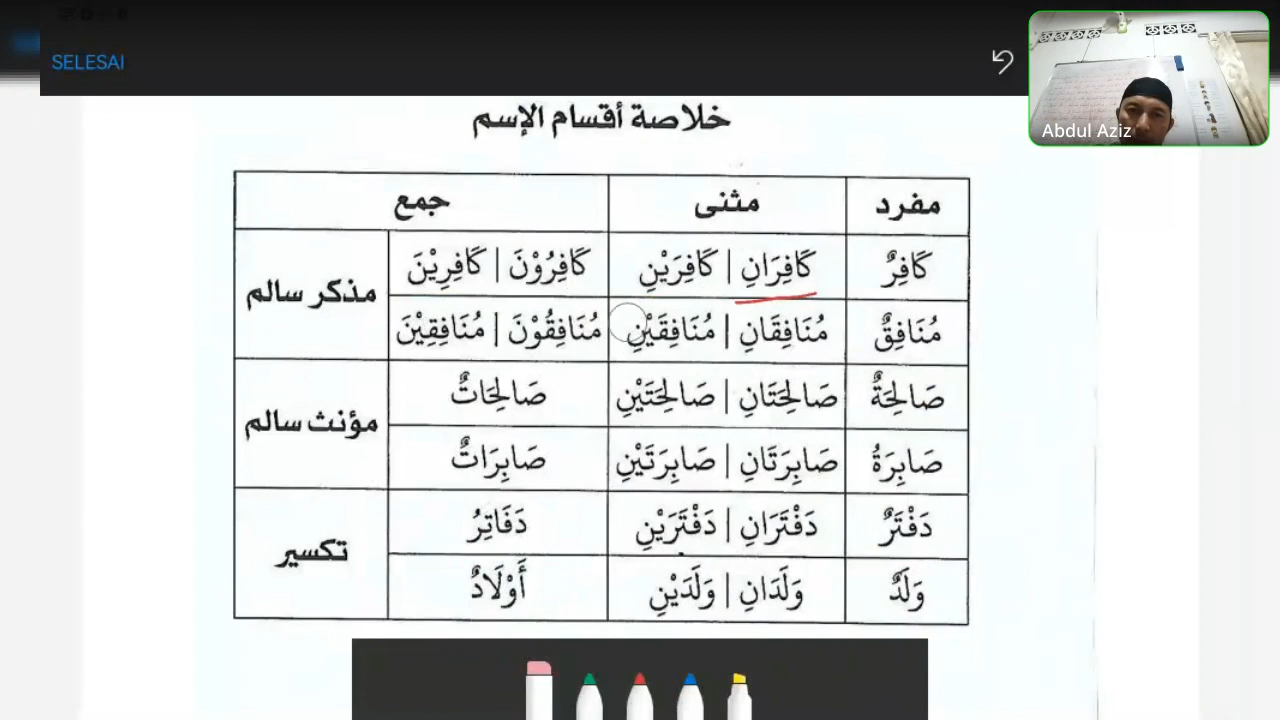 SELESAI
Abdul Aziz
خلاصة أقسام الإسم
مفرد مثنى جمع
كَافِرٌ كَافِرَانِ | كَافِرَيْنِ كَافِرُوْنَ | كَافِرِيْنَ مذكر سالم
مُنَافِقٌ مُنَافِقَانِ | مُنَافِقَيْنِ مُنَافِقُوْنَ | مُنَافِقِيْنَ
صَالِحَةٌ صَالِحَتَانِ | صَالِحَتَيْنِ صَالِحَاتٌ مؤنث سالم
صَابِرَةُ صَابِرَتَانِ | صَابِرَتَيْنِ صَابِرَاتٌ
دَفْتَرٌ دَفْتَرَانِ | دَفْتَرَيْنِ دَفَاتِرُ تكسير
وَلَدٌ وَلَدَانِ | وَلَدَيْنِ أَوْلَادٌ